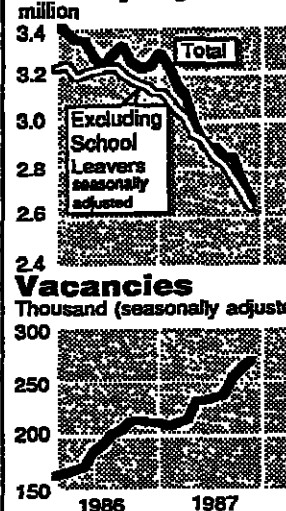 million
3.4
Total
3.2
3.0
Excluding
School
Leavers
seasonally
adjusted
2.8
2.6
2.4
Vacancies
Thousand (seasonally adjuste
300
250
200
150
1986 1987